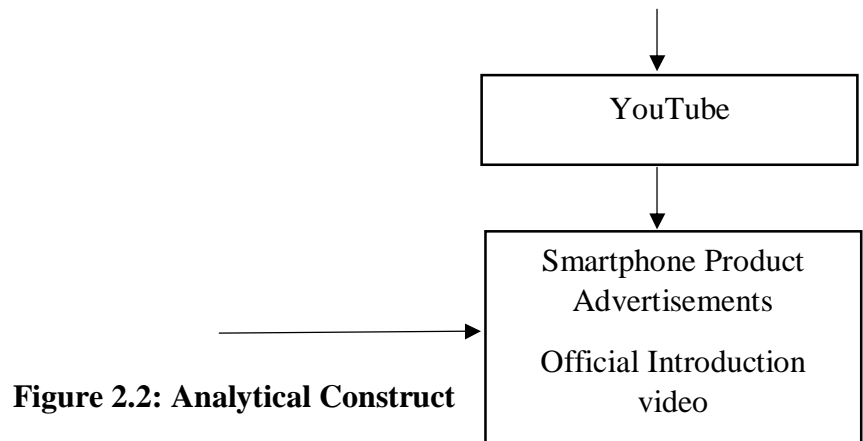 YouTube
Smartphone Product
Advertisements
Official Introduction
video
Figure 2.2: Analytical Construct